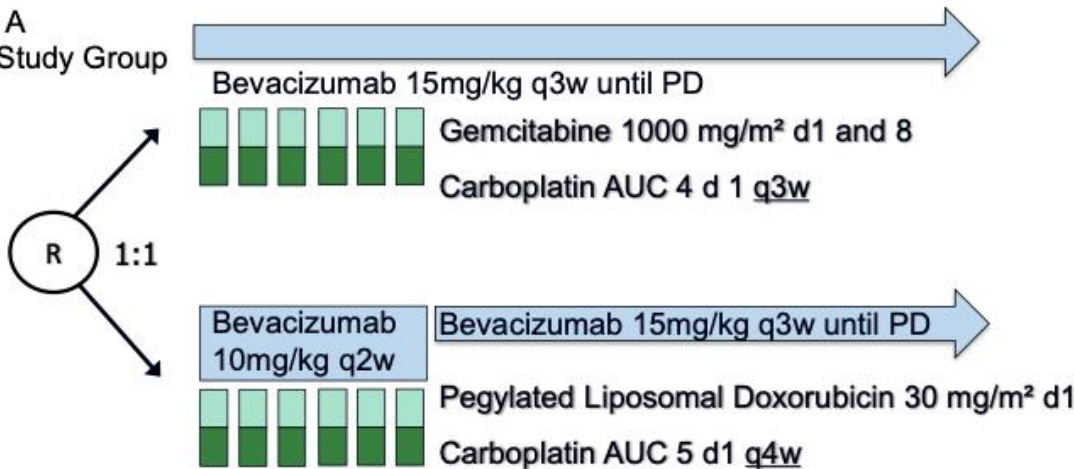 A
Study Group
Bevacizumab 15mg/kg q3w until PD
Gemcitabine 1000 mg/m² d1 and 8
Carboplatin AUC 4 d 1 q3w
R
1:1
Bevacizumab
10mg/kg q2w
Bevacizumab 15mg/kg q3w until PD
Pegylated Liposomal Doxorubicin 30 mg/m² d1
Carboplatin AUC 5 d1 q4w